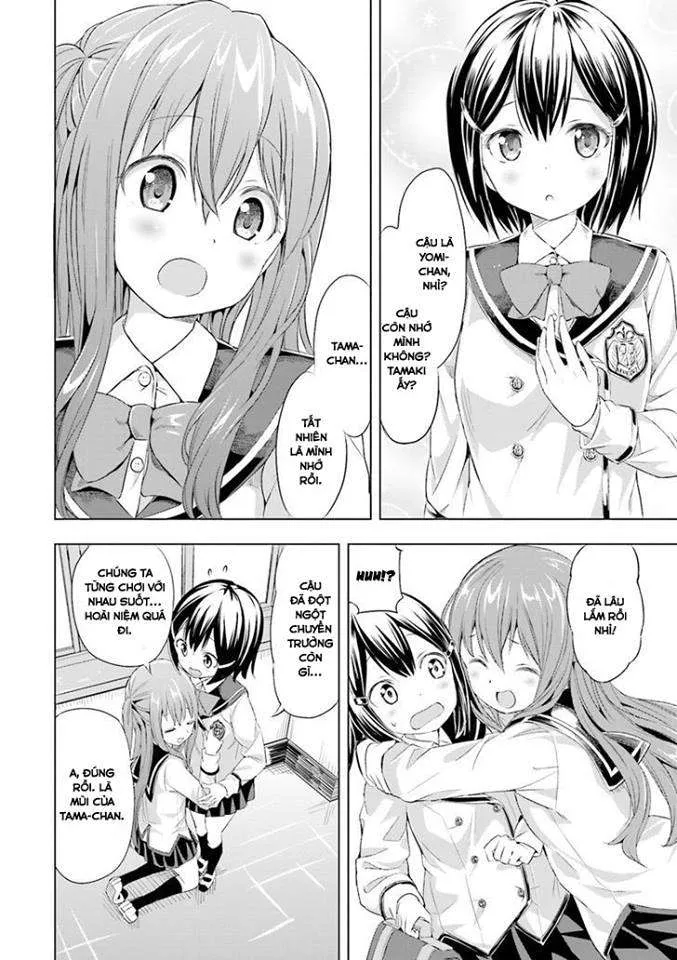 CẬU LÀ
YOMI-
CHAN,
NHỈ?
CẬU
CÒN NHỚ
MÌNH
KHÔNG?
TAMAKI
ẤY?
TAMA-
CHAN...
TẤT
NHIÊN
LÀ MÌNH
NHỚ
RỒI.
ĐÃ LÂU
LẮM RỒI
NHỈ!
HUH!?
CẬU
ĐÃ ĐỘT
NGỘT
CHUYỂN
TRƯỜNG
CÒN
GÌ...
CHÚNG TA
TỪNG CHƠI VỚI
NHAU SUỐT...
HOÀI NIỆM QUÁ
ĐI.
A, ĐÚNG
RỒI. LÀ
MÙI CỦA
TAMA-CHAN.